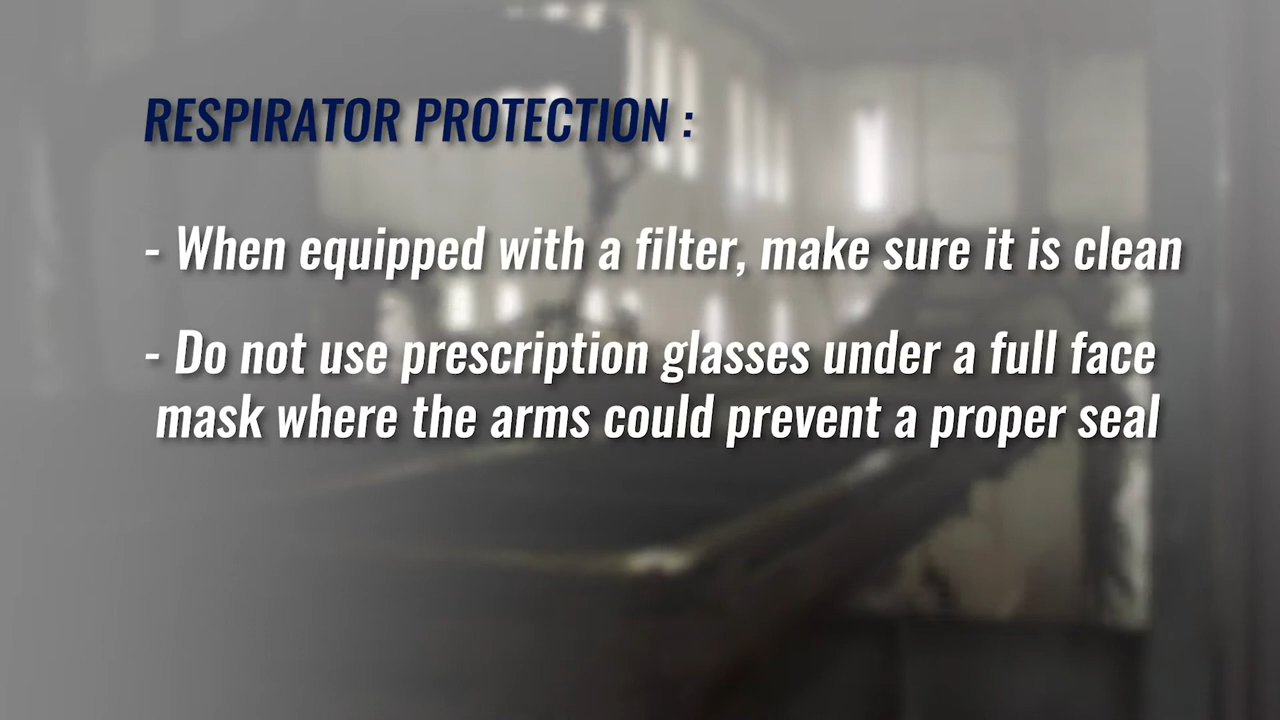 RESPIRATOR PROTECTION :
- When equipped with a filter, make sure it is clean
- Do not use prescription glasses under a full face
mask where the arms could prevent a proper seal